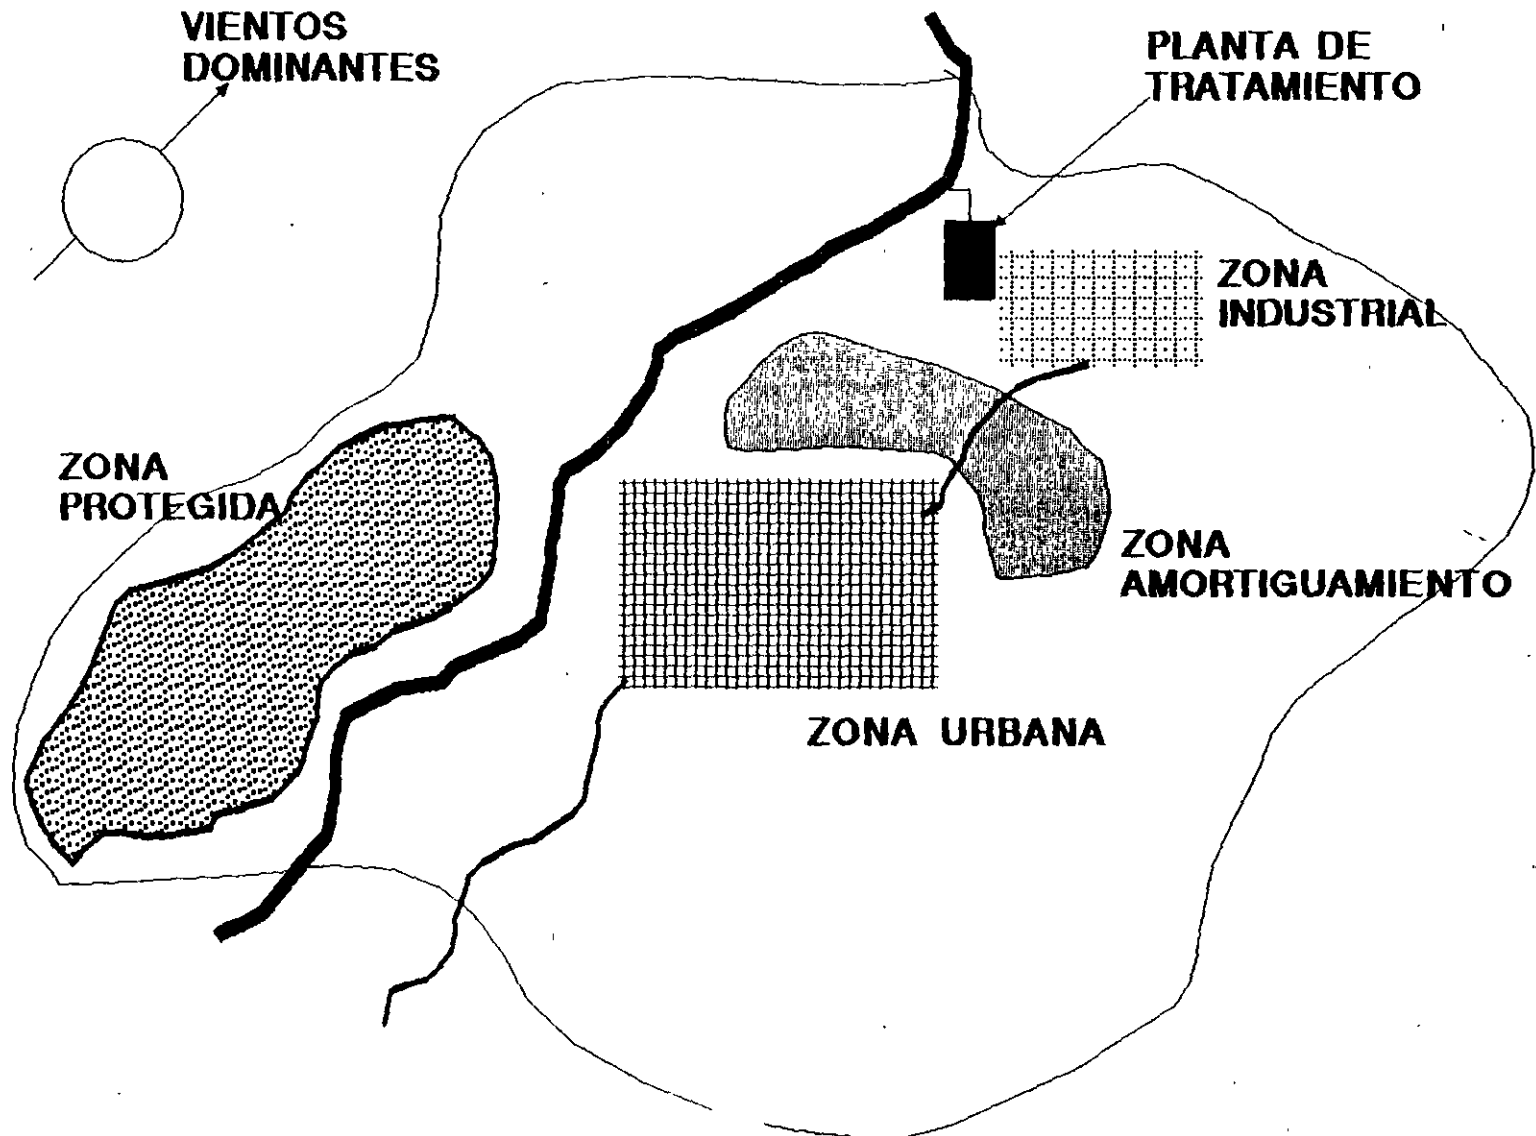 VIENTOS
DOMINANTES
PLANTA DE
TRATAMIENTO
ZONA
INDUSTRIAL
ZONA
PROTEGIDA
ZONA
AMORTIGUAMIENTO
ZONA URBANA